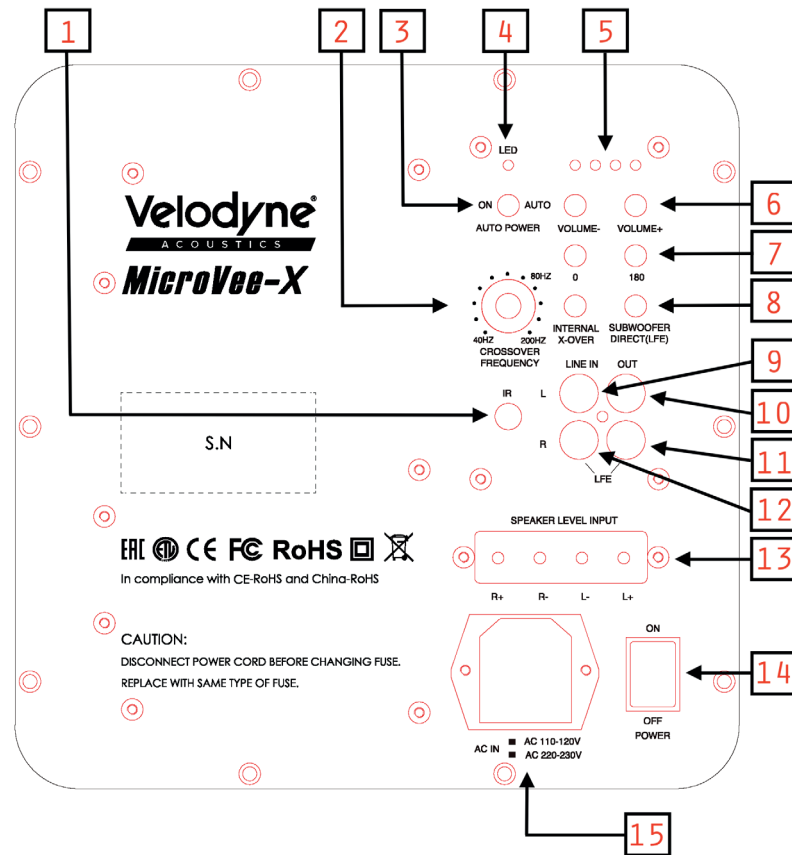 1
2
3
4
5
LED
ON
AUTO
AUTO POWER
VOLUME-
VOLUME+
6
Velodyne®
ACOUSTICS
MicroVee-X
0
180
7
80HZ
40HZ
200HZ
CROSSOVER
FREQUENCY
INTERNAL
X-OVER
SUBWOOFER
DIRECT(LFE)
8
LINE IN
OUT
9
IR
L
10
R
11
LFE
12
S.N
SPEAKER LEVEL INPUT
13
R+
R-
L-
L+
EAC ETL CE FC RoHS
In compliance with CE-RoHS and China-RoHS
CAUTION:
DISCONNECT POWER CORD BEFORE CHANGING FUSE.
REPLACE WITH SAME TYPE OF FUSE.
ON
14
OFF
POWER
AC IN
AC 110-120V
AC 220-230V
15